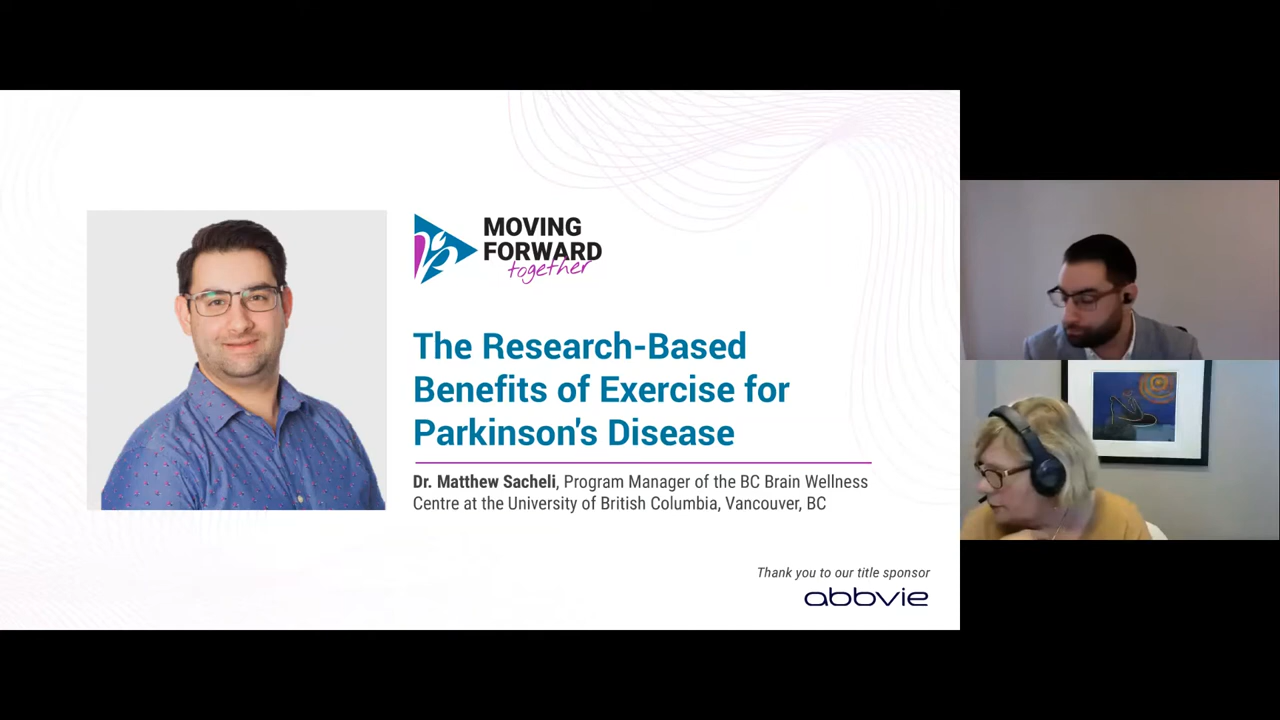 MOVING
FORWARD
together
The Research-Based
Benefits of Exercise for
Parkinson's Disease
Dr. Matthew Sacheli, Program Manager of the BC Brain Wellness
Centre at the University of British Columbia, Vancouver, BC
Thank you to our title sponsor
abbvie